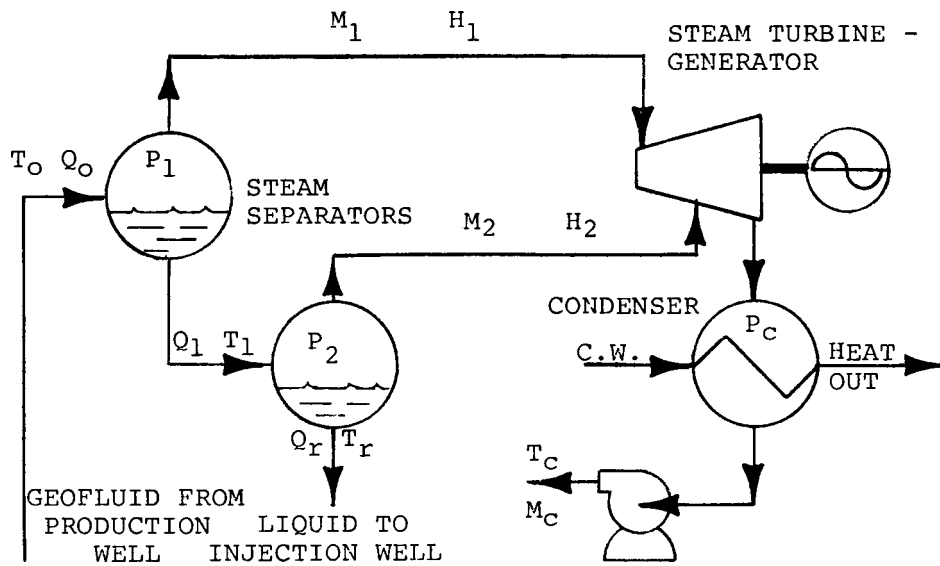 M1 H1
STEAM TURBINE -
GENERATOR
To Qo
P1
STEAM
SEPARATORS
M2 H2
Q1 T1
P2
CONDENSER
Pc
C.W.
HEAT
OUT
Qr Tr
Tc
Mc
GEOFLUID FROM
PRODUCTION
WELL
LIQUID TO
INJECTION WELL